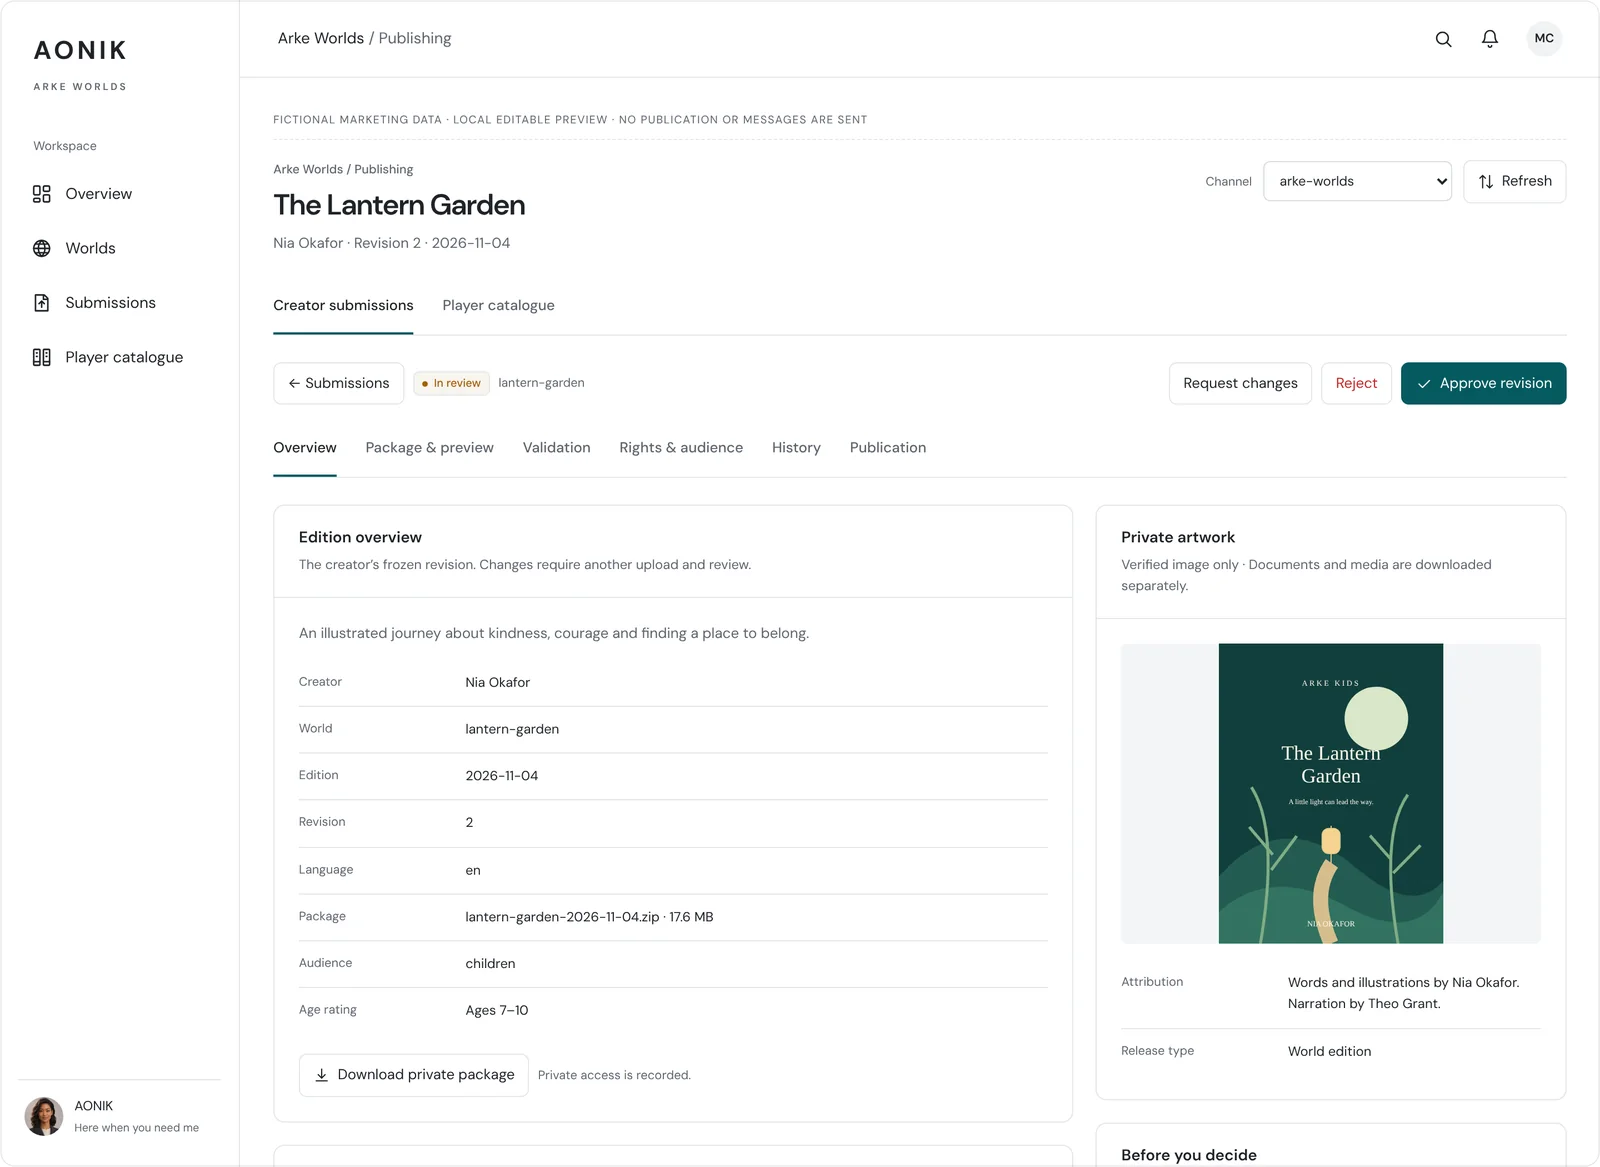 AONIK
ARKE WORLDS
Workspace
Overview
Worlds
Submissions
Player catalogue
AONIK
Here when you need me
Arke Worlds / Publishing
MC
FICTIONAL MARKETING DATA · LOCAL EDITABLE PREVIEW · NO PUBLICATION OR MESSAGES ARE SENT
Arke Worlds / Publishing
The Lantern Garden
Nia Okafor · Revision 2 · 2026-11-04
Channel
arke-worlds
Refresh
Creator submissions
Player catalogue
← Submissions
In review
lantern-garden
Request changes
Reject
Approve revision
Overview
Package & preview
Validation
Rights & audience
History
Publication
Edition overview
The creator’s frozen revision. Changes require another upload and review.
An illustrated journey about kindness, courage and finding a place to belong.
Creator
Nia Okafor
World
lantern-garden
Edition
2026-11-04
Revision
2
Language
en
Package
lantern-garden-2026-11-04.zip · 17.6 MB
Audience
children
Age rating
Ages 7–10
Download private package
Private access is recorded.
Private artwork
Verified image only · Documents and media are downloaded
separately.
ARKE KIDS
The Lantern
Garden
A little light can lead the way.
NIA OKAFOR
Attribution
Words and illustrations by Nia Okafor.
Narration by Theo Grant.
Release type
World edition
Before you decide